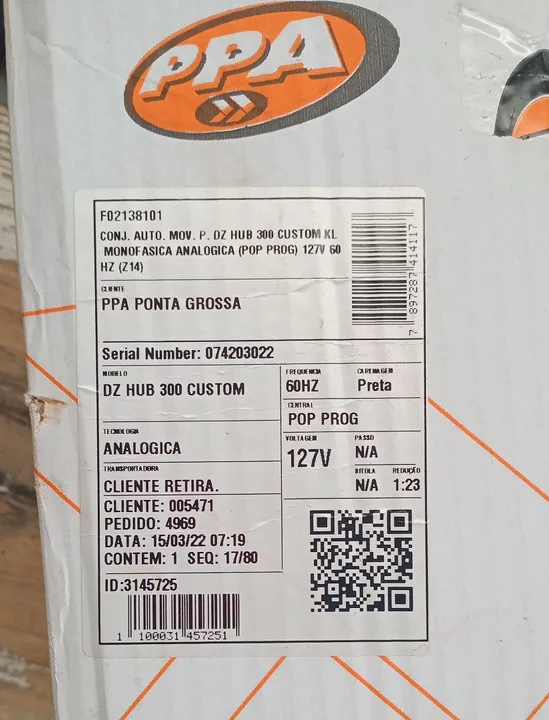 PPA
F02138101
CONJ. AUTO. MOV. P. DZ HUB 300 CUSTOM KL
MONOFASICA ANALOGICA (POP PROG) 127V 60
HZ (Z14)
7 897287 414117
CLIENTE
PPA PONTA GROSSA
Serial Number: 074203022
MODELO
DZ HUB 300 CUSTOM
FREQUENCIA
60HZ
CARENAGEM
Preta
CENTRAL
POP PROG
TECNOLOGIA
ANALOGICA
VOLTAGEM
127V
PASSO
N/A
BITOLA
N/A
REDUÇÃO
1:23
TRANSPORTADORA
CLIENTE RETIRA.
CLIENTE: 005471
PEDIDO: 4969
DATA: 15/03/22 07:19
CONTEM: 1 SEQ: 17/80
ID:3145725
1 100031 457251